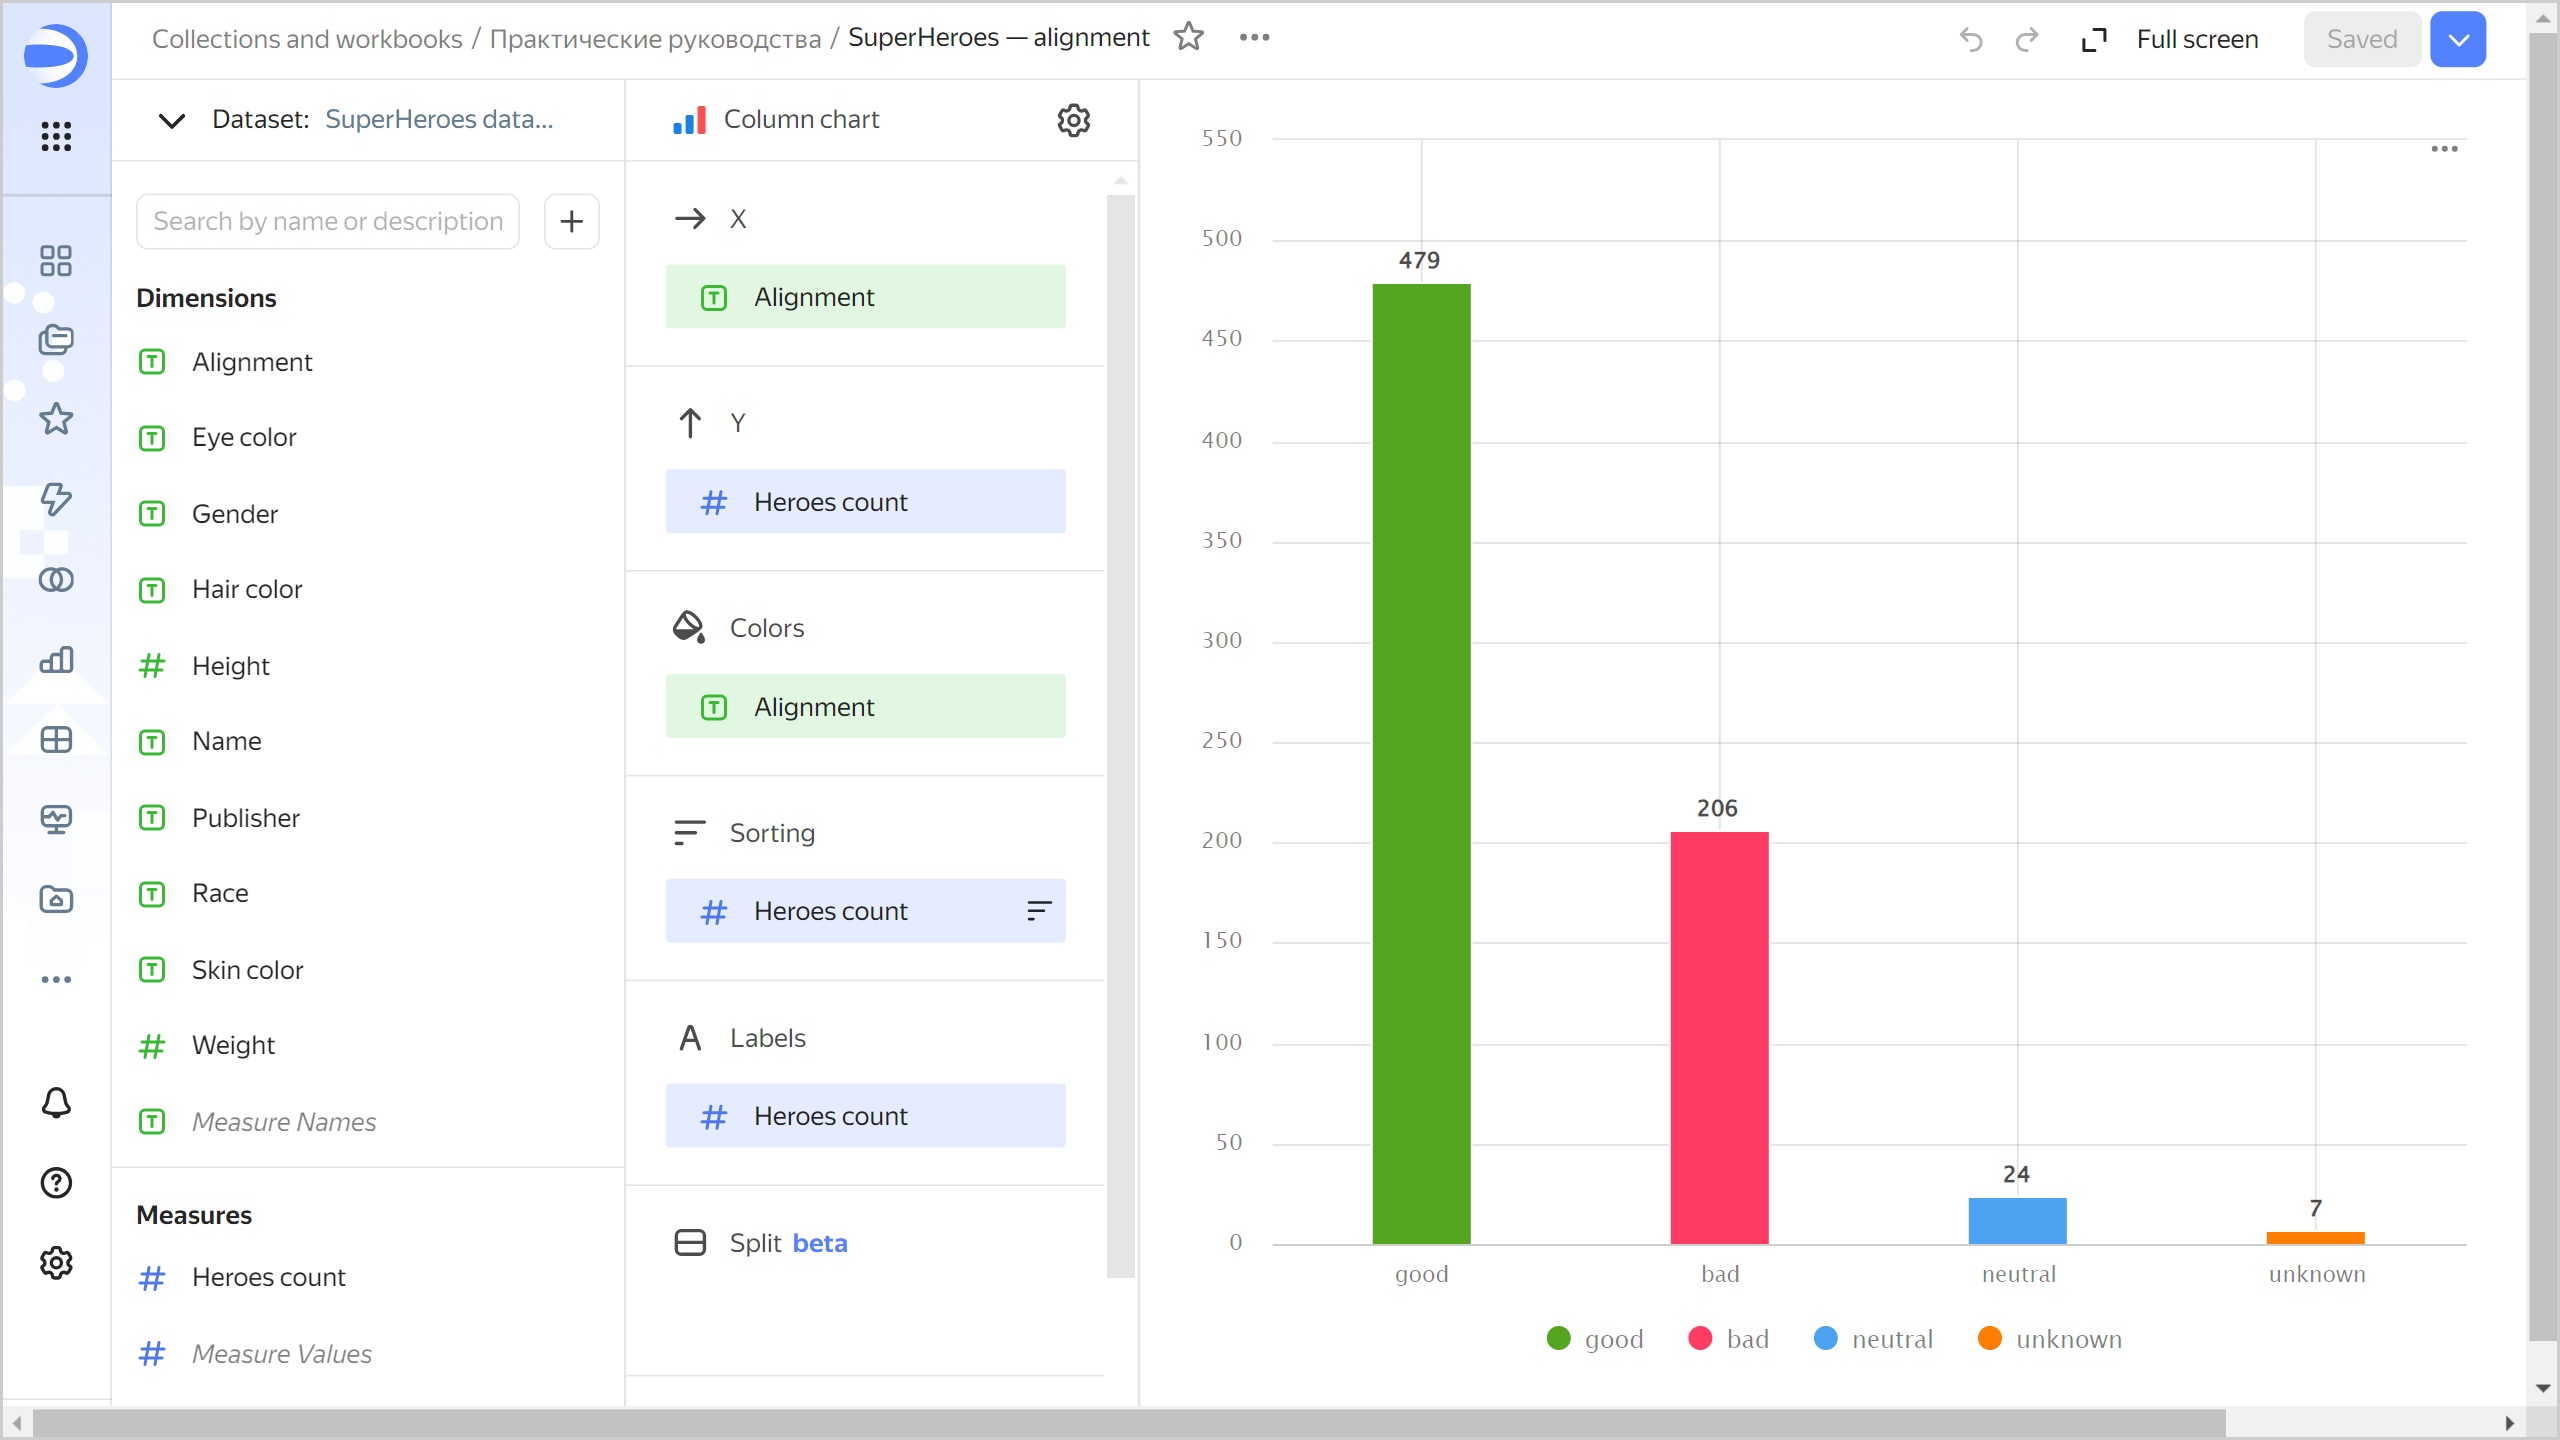 Collections and workbooks / Практические руководства / SuperHeroes — alignment
Full screen
Saved
Dataset: SuperHeroes data...
Search by name or description
Dimensions
Alignment
Eye color
Gender
Hair color
Height
Name
Publisher
Race
Skin color
Weight
Measure Names
Measures
Heroes count
Measure Values
Column chart
X
Alignment
Y
Heroes count
Colors
Alignment
Sorting
Heroes count
Labels
Heroes count
Split beta
550
500
450
400
350
300
250
200
150
100
50
0
479
206
24
7
good bad neutral unknown
good bad neutral unknown